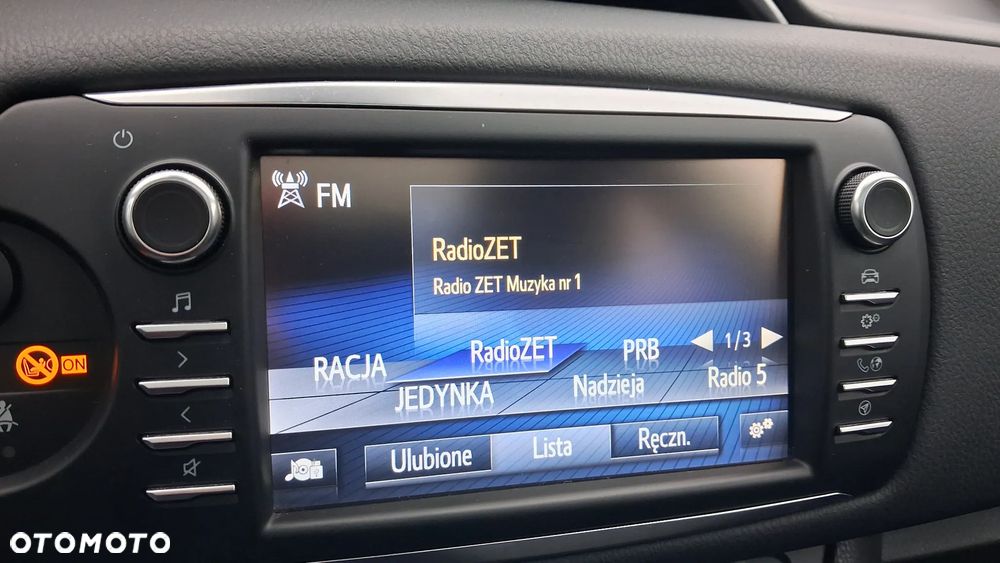 FM
RadioZET
Radio ZET Muzyka nr 1
RACJA RadioZET PRB 1/3
JEDYNKA Nadzieja Radio 5
Ulubione Lista Ręczn.
ON
OTOMOTO